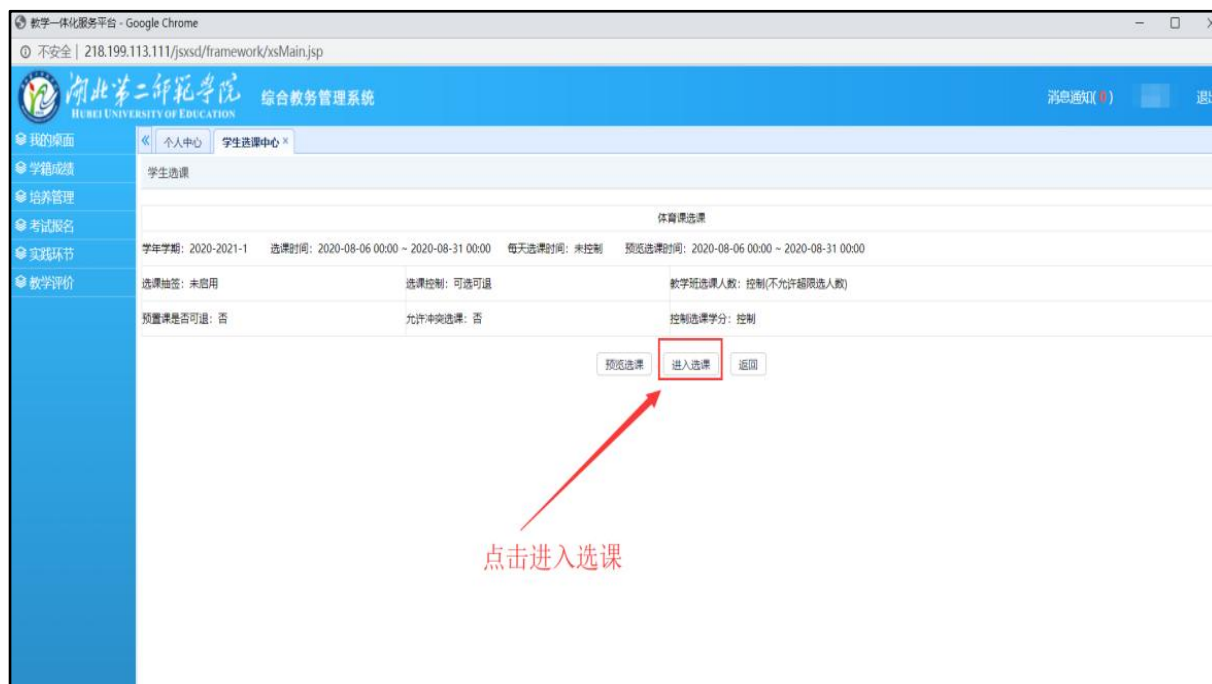 教学一体化服务平台 - Google Chrome
不安全 | 218.199.113.111/jsxsd/framework/xsMain.jsp
湖北第二师范学院 综合教务管理系统 消息通知(0)
HUBEI UNIVERSITY OF EDUCATION
我的桌面 个人中心 学生选课中心 ×
学籍成绩 学生选课
培养管理
考试报名 体育课选课
实践环节 学年学期：2020-2021-1 选课时间：2020-08-06 00:00 ~ 2020-08-31 00:00 每天选课时间：未控制 预览选课时间：2020-08-06 00:00 ~ 2020-08-31 00:00
教学评价 选课抽签：未启用 选课控制：可选可退 教学班选课人数：控制(不允许超限选人数)
预置课是否可退：否 允许冲突选课：否 控制选课学分：控制
预览选课 进入选课 返回
点击进入选课